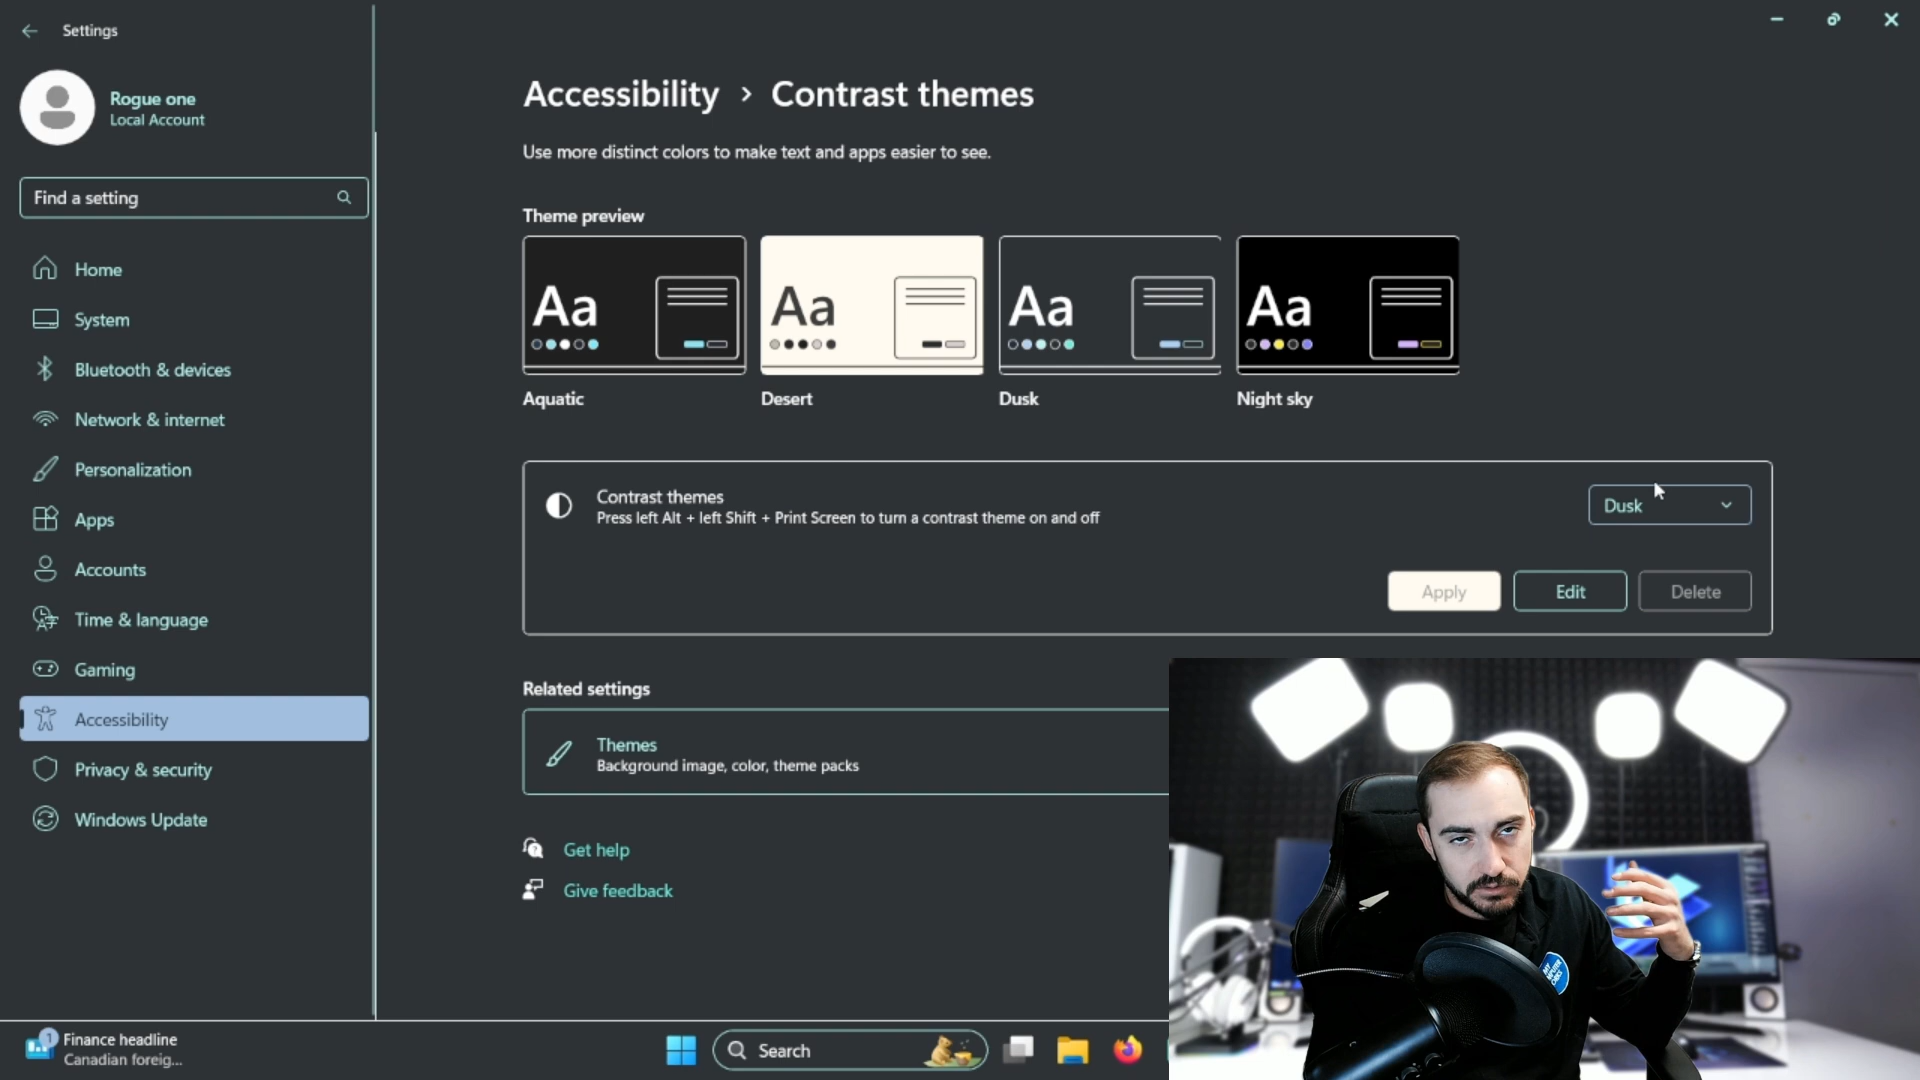 Settings
Rogue one
Local Account
Find a setting
Home
System
Bluetooth & devices
Network & internet
Personalization
Apps
Accounts
Time & language
Gaming
Accessibility
Privacy & security
Windows Update
Accessibility > Contrast themes
Use more distinct colors to make text and apps easier to see.
Theme preview
Aa
Aa
Aa
Aa
Aquatic
Desert
Dusk
Night sky
Contrast themes
Press left Alt + left Shift + Print Screen to turn a contrast theme on and off
Dusk
Apply
Edit
Delete
Related settings
Themes
Background image, color, theme packs
Get help
Give feedback
1
Finance headline
Canadian foreig...
Search